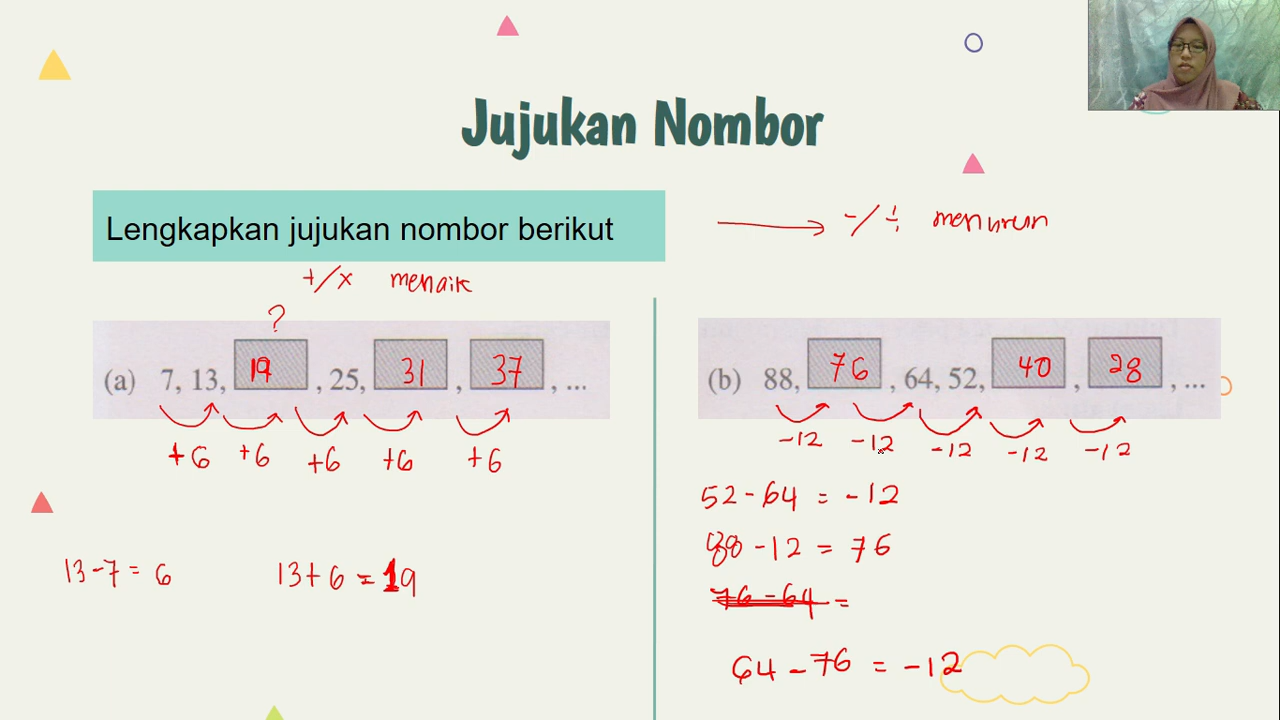 Jujukan Nombor
Lengkapkan jujukan nombor berikut
-/÷ menurun
+/x menaik
?
(a) 7, 13, 19, 25, 31, 37, ...
+6 +6 +6 +6 +6
13-7=6
13+6=19
(b) 88, 76, 64, 52, 40, 28, ...
-12 -12 -12 -12 -12
52-64=-12
88-12=76
76-64=
64-76=-12